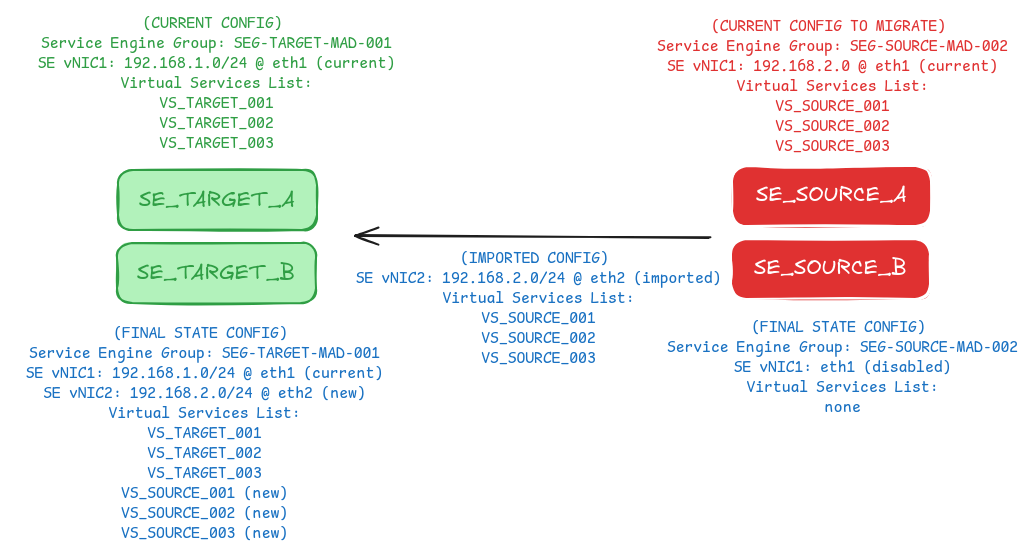 (CURRENT CONFIG)
Service Engine Group: SEG-TARGET-MAD-001
SE vNIC1: 192.168.1.0/24 @ eth1 (current)
Virtual Services List:
VS_TARGET_001
VS_TARGET_002
VS_TARGET_003
SE_TARGET_A
SE_TARGET_B
(FINAL STATE CONFIG)
Service Engine Group: SEG-TARGET-MAD-001
SE vNIC1: 192.168.1.0/24 @ eth1 (current)
SE vNIC2: 192.168.2.0/24 @ eth2 (new)
Virtual Services List:
VS_TARGET_001
VS_TARGET_002
VS_TARGET_003
VS_SOURCE_001 (new)
VS_SOURCE_002 (new)
VS_SOURCE_003 (new)
(IMPORTED CONFIG)
SE vNIC2: 192.168.2.0/24 @ eth2 (imported)
Virtual Services List:
VS_SOURCE_001
VS_SOURCE_002
VS_SOURCE_003
(CURRENT CONFIG TO MIGRATE)
Service Engine Group: SEG-SOURCE-MAD-002
SE vNIC1: 192.168.2.0 @ eth1 (current)
Virtual Services List:
VS_SOURCE_001
VS_SOURCE_002
VS_SOURCE_003
SE_SOURCE_A
SE_SOURCE_B
(FINAL STATE CONFIG)
Service Engine Group: SEG-SOURCE-MAD-002
SE vNIC1: eth1 (disabled)
Virtual Services List:
none